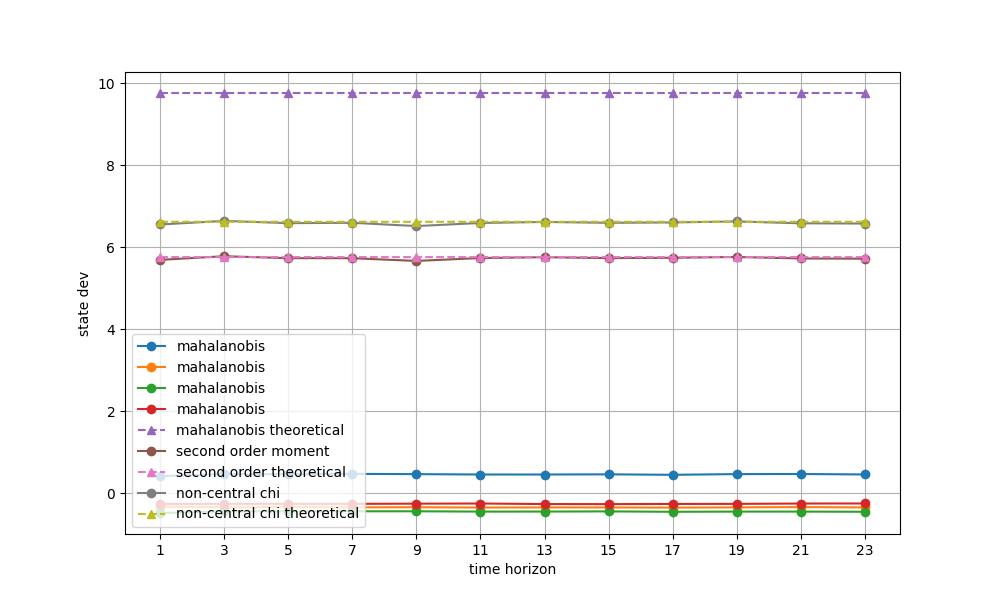 10
8
6
4
2
0
state dev
mahalanobis
mahalanobis
mahalanobis
mahalanobis
mahalanobis theoretical
second order moment
second order theoretical
non-central chi
non-central chi theoretical
1 3 5 7 9 11 13 15 17 19 21 23
time horizon